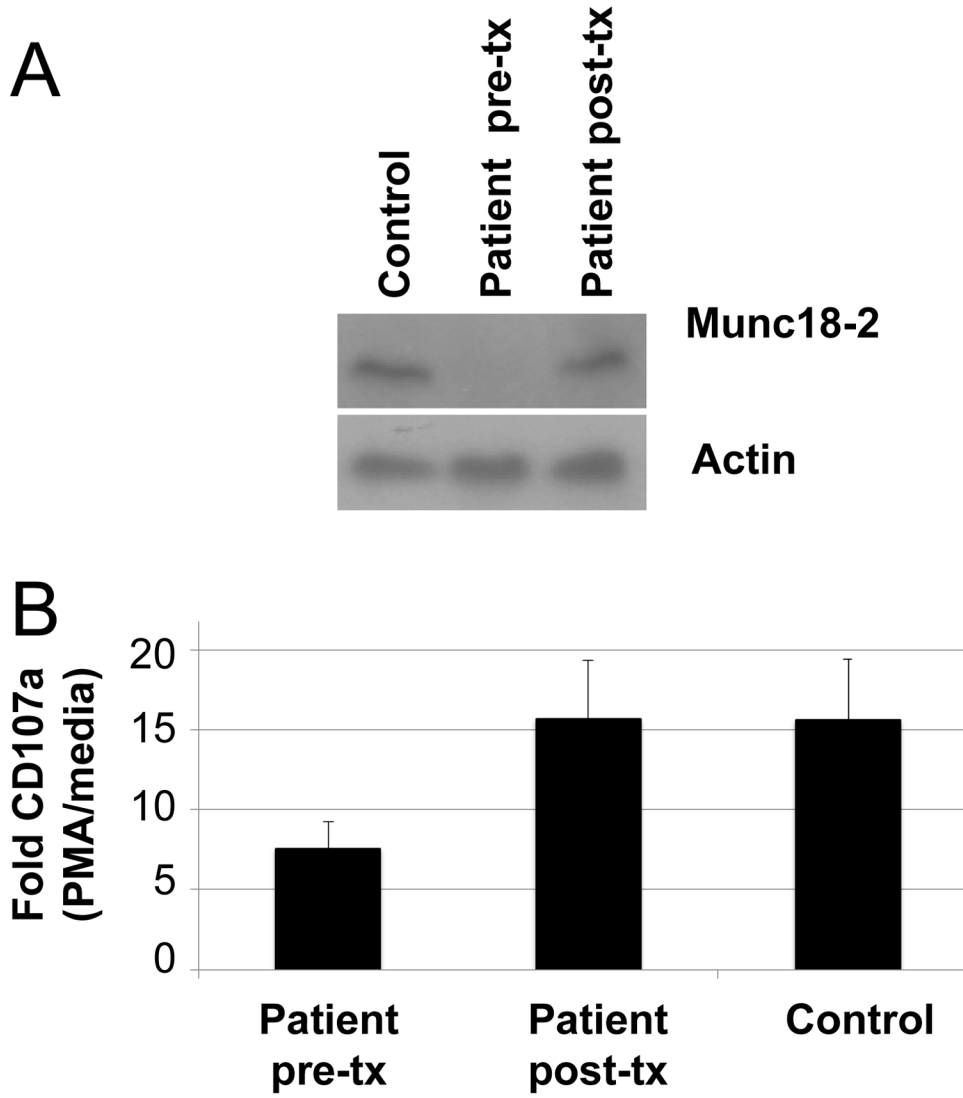 A
Control
Patient pre-tx
Patient post-tx
Munc18-2
Actin
B
Fold CD107a
(PMA/media)
20
15
10
5
0
Patient
pre-tx
Patient
post-tx
Control